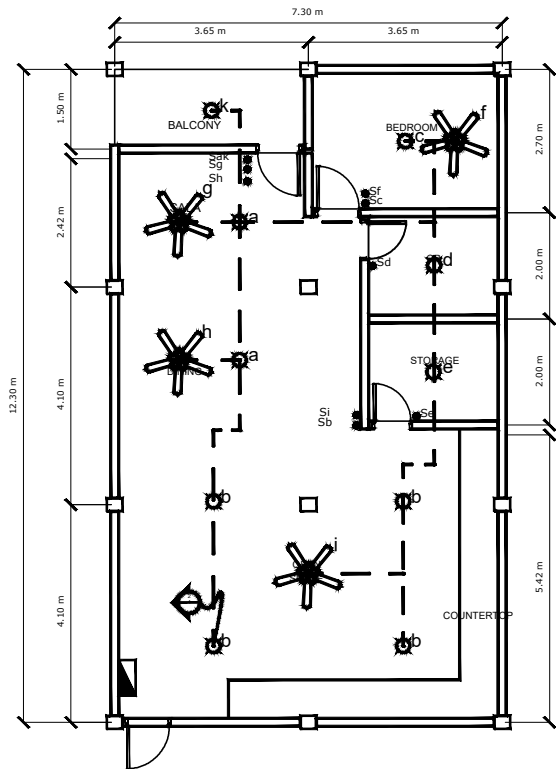 7.30 m
3.65 m
3.65 m
k
BALCONY
1.50 m
f
BEDROOM
c
2.70 m
Sak
Sg
Sh
g
Sf
Sc
a
2.42 m
Sd
d
2.00 m
h
a
DINING
STORAGE
e
2.00 m
12.30 m
4.10 m
Si
Sb
Se
b
b
i
5.42 m
4.10 m
COUNTERTOP
b
b